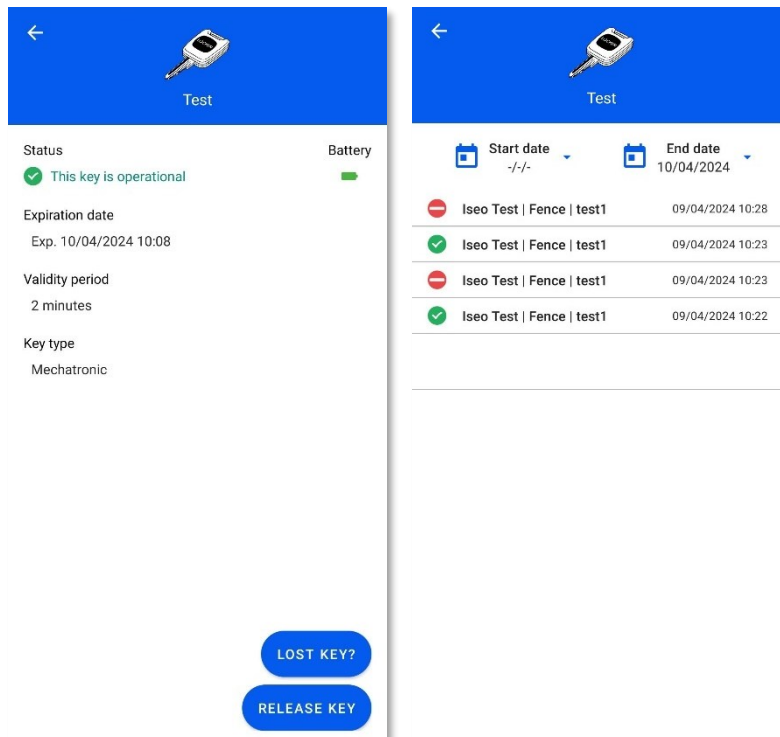 Test
Status
Battery
This key is operational
Expiration date
Exp. 10/04/2024 10:08
Validity period
2 minutes
Key type
Mechatronic
LOST KEY?
RELEASE KEY
Test
Start date
-/-/-
End date
10/04/2024
Iseo Test | Fence | test1 09/04/2024 10:28
Iseo Test | Fence | test1 09/04/2024 10:23
Iseo Test | Fence | test1 09/04/2024 10:23
Iseo Test | Fence | test1 09/04/2024 10:22